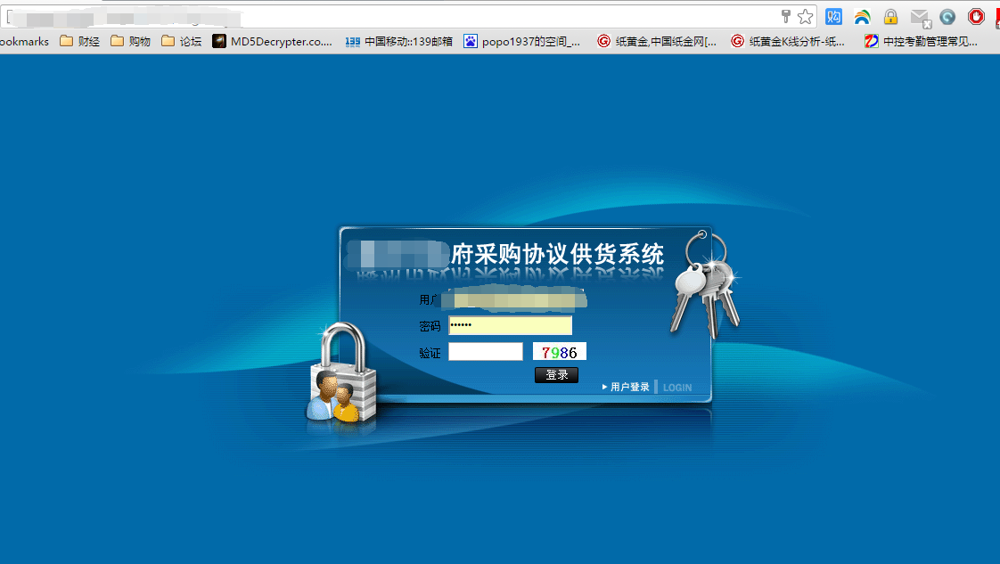 ookmarks 财经 购物 论坛 MD5Decrypter.co.... 139 中国移动::139邮箱 popo1937的空间_... 纸黄金,中国纸金网[... 纸黄金K线分析-纸... 中控考勤管理常见...
府采购协议供货系统
用户
密码 ••••••
验证 7986
登录
用户登录 LOGIN